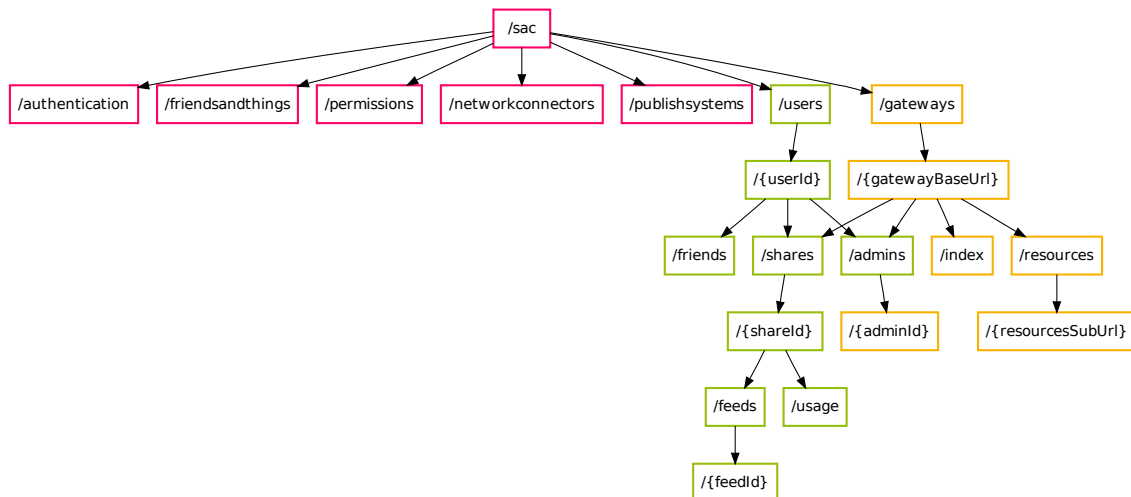 /sac
/authentication
/friendsandthings
/permissions
/networkconnectors
/publishsystems
/users
/gateways
/{userId}
/{gatewayBaseUrl}
/friends
/shares
/admins
/index
/resources
/{shareId}
/{adminId}
/{resourcesSubUrl}
/feeds
/usage
/{feedId}